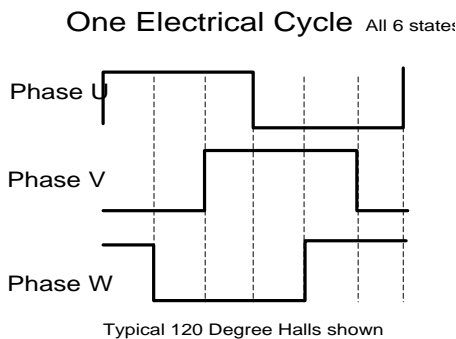 One Electrical Cycle All 6 states
Phase U
Phase V
Phase W
Typical 120 Degree Halls shown